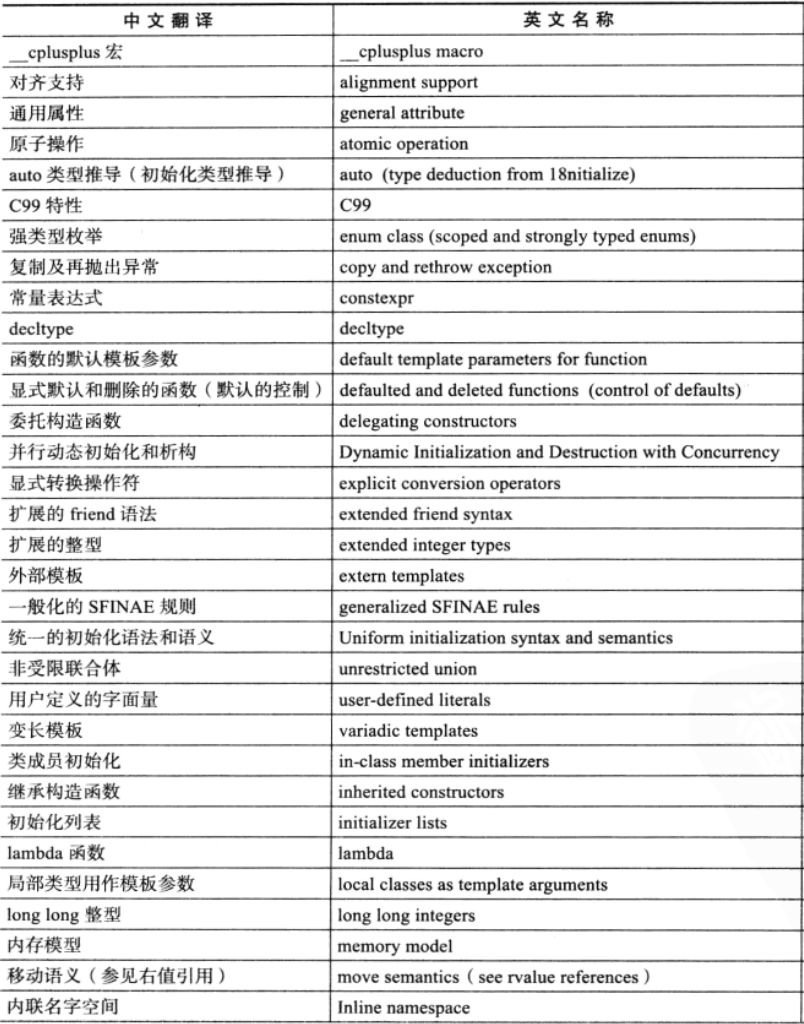 中文翻译 英文名称
__cplusplus 宏 __cplusplus macro
对齐支持 alignment support
通用属性 general attribute
原子操作 atomic operation
auto 类型推导（初始化类型推导） auto (type deduction from 18nitialize)
C99 特性 C99
强类型枚举 enum class (scoped and strongly typed enums)
复制及再抛出异常 copy and rethrow exception
常量表达式 constexpr
decltype decltype
函数的默认模板参数 default template parameters for function
显式默认和删除的函数（默认的控制） defaulted and deleted functions (control of defaults)
委托构造函数 delegating constructors
并行动态初始化和析构 Dynamic Initialization and Destruction with Concurrency
显式转换操作符 explicit conversion operators
扩展的 friend 语法 extended friend syntax
扩展的整型 extended integer types
外部模板 extern templates
一般化的 SFINAE 规则 generalized SFINAE rules
统一的初始化语法和语义 Uniform initialization syntax and semantics
非受限联合体 unrestricted union
用户定义的字面量 user-defined literals
变长模板 variadic templates
类成员初始化 in-class member initializers
继承构造函数 inherited constructors
初始化列表 initializer lists
lambda 函数 lambda
局部类型用作模板参数 local classes as template arguments
long long 整型 long long integers
内存模型 memory model
移动语义（参见右值引用） move semantics（see rvalue references）
内联名字空间 Inline namespace